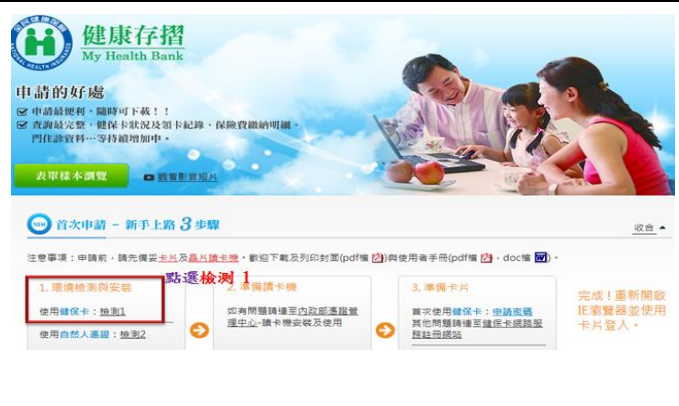 健康存摺
My Health Bank
申請的好處
申請最便利,隨時可下載!!
查詢最完整,健保卡狀況及領卡紀錄、保險費繳納明細、
門住診資料…等持續增加中。
表單樣本瀏覽
觀看影音短片
首次申請 - 新手上路 3 步驟
收合
注意事項:申請前,請先備妥卡片及晶片讀卡機。歡迎下載及列印封面(pdf檔)與使用者手冊(pdf檔、doc檔)。
點選檢測 1
1. 環境檢測與安裝
使用健保卡:檢測1
使用自然人憑證:檢測2
2. 準備讀卡機
如有問題請連至內政部憑證管
理中心-讀卡機安裝及使用
3. 準備卡片
首次使用健保卡:申請密碼
其他問題請連至健保卡網路服
務註冊網站
完成!重新開啟
IE瀏覽器並使用
卡片登入。